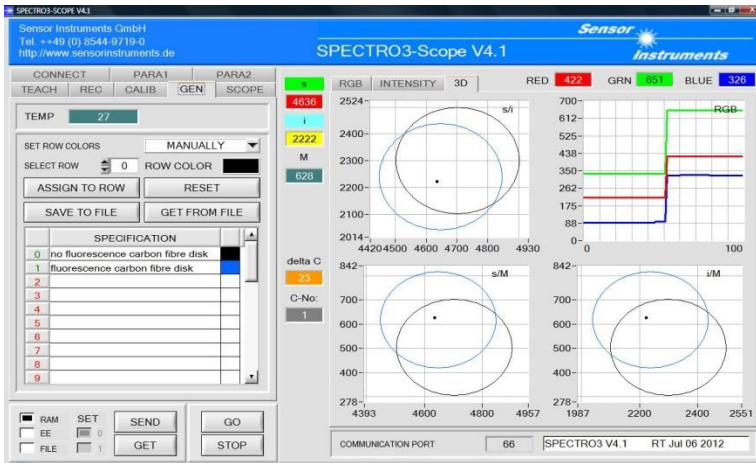 SPECTRO3-Scope V4.1
Sensor Instruments GmbH
Tel. ++49 (0) 8544-9719-0
http://www.sensorinstruments.de
SPECTRO3-Scope V4.1
Sensor
Instruments
CONNECT PARA1 PARA2
TEACH REC CALIB GEN SCOPE
TEMP 27
SET ROW COLORS MANUALLY
SELECT ROW 0 ROW COLOR
ASSIGN TO ROW RESET
SAVE TO FILE GET FROM FILE
SPECIFICATION
0 no fluorescence carbon fibre disk
1 fluorescence carbon fibre disk
2
3
4
5
6
7
8
9
RAM SET SEND GO
EE 0
FILE 1 GET STOP
s
4636
i
2222
M
628
delta C
23
C-No:
1
RGB INTENSITY 3D RED 422 GRN 651 BLUE 326
s/i
2524
2400
2300
2200
2100
2014
4420 4500 4600 4700 4800 4930
RGB
700
612
525
438
350
262
175
88
0
0 100
s/M
842
700
600
500
400
278
4393 4600 4800 4957
i/M
842
700
600
500
400
278
1987 2200 2400 2551
COMMUNICATION PORT 66 SPECTRO3 V4.1 RT Jul 06 2012